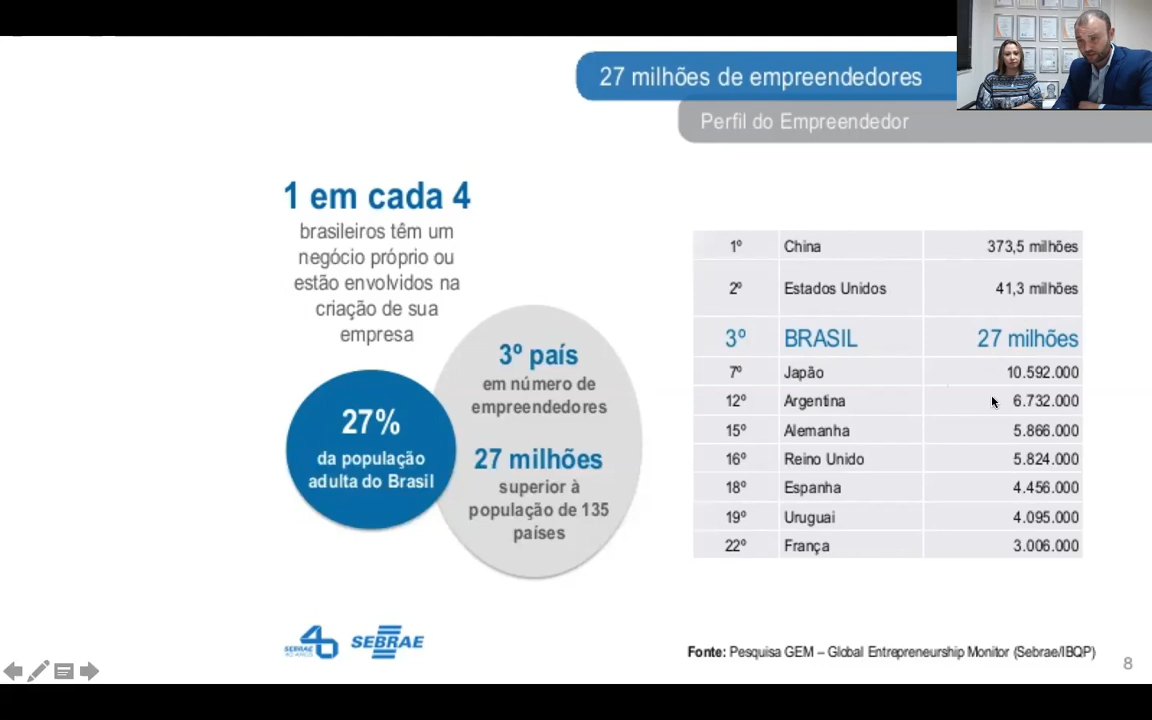 27 milhões de empreendedores
Perfil do Empreendedor
1 em cada 4
brasileiros têm um
negócio próprio ou
estão envolvidos na
criação de sua
empresa
27%
da população
adulta do Brasil
3º país
em número de
empreendedores
27 milhões
superior à
população de 135
países
1º China 373,5 milhões
2º Estados Unidos 41,3 milhões
3º BRASIL 27 milhões
7º Japão 10.592.000
12º Argentina 6.732.000
15º Alemanha 5.866.000
16º Reino Unido 5.824.000
18º Espanha 4.456.000
19º Uruguai 4.095.000
22º França 3.006.000
SEBRAE
40 ANOS
SEBRAE
Fonte: Pesquisa GEM – Global Entrepreneurship Monitor (Sebrae/IBQP)
8